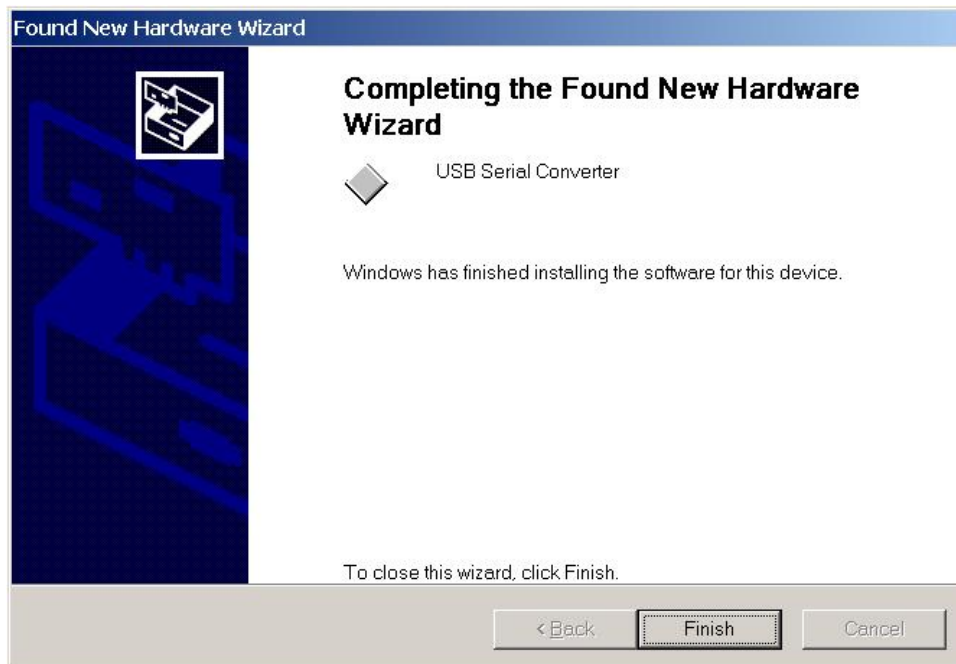 Found New Hardware Wizard
Completing the Found New Hardware
Wizard
USB Serial Converter
Windows has finished installing the software for this device.
To close this wizard, click Finish.
< Back
Finish
Cancel